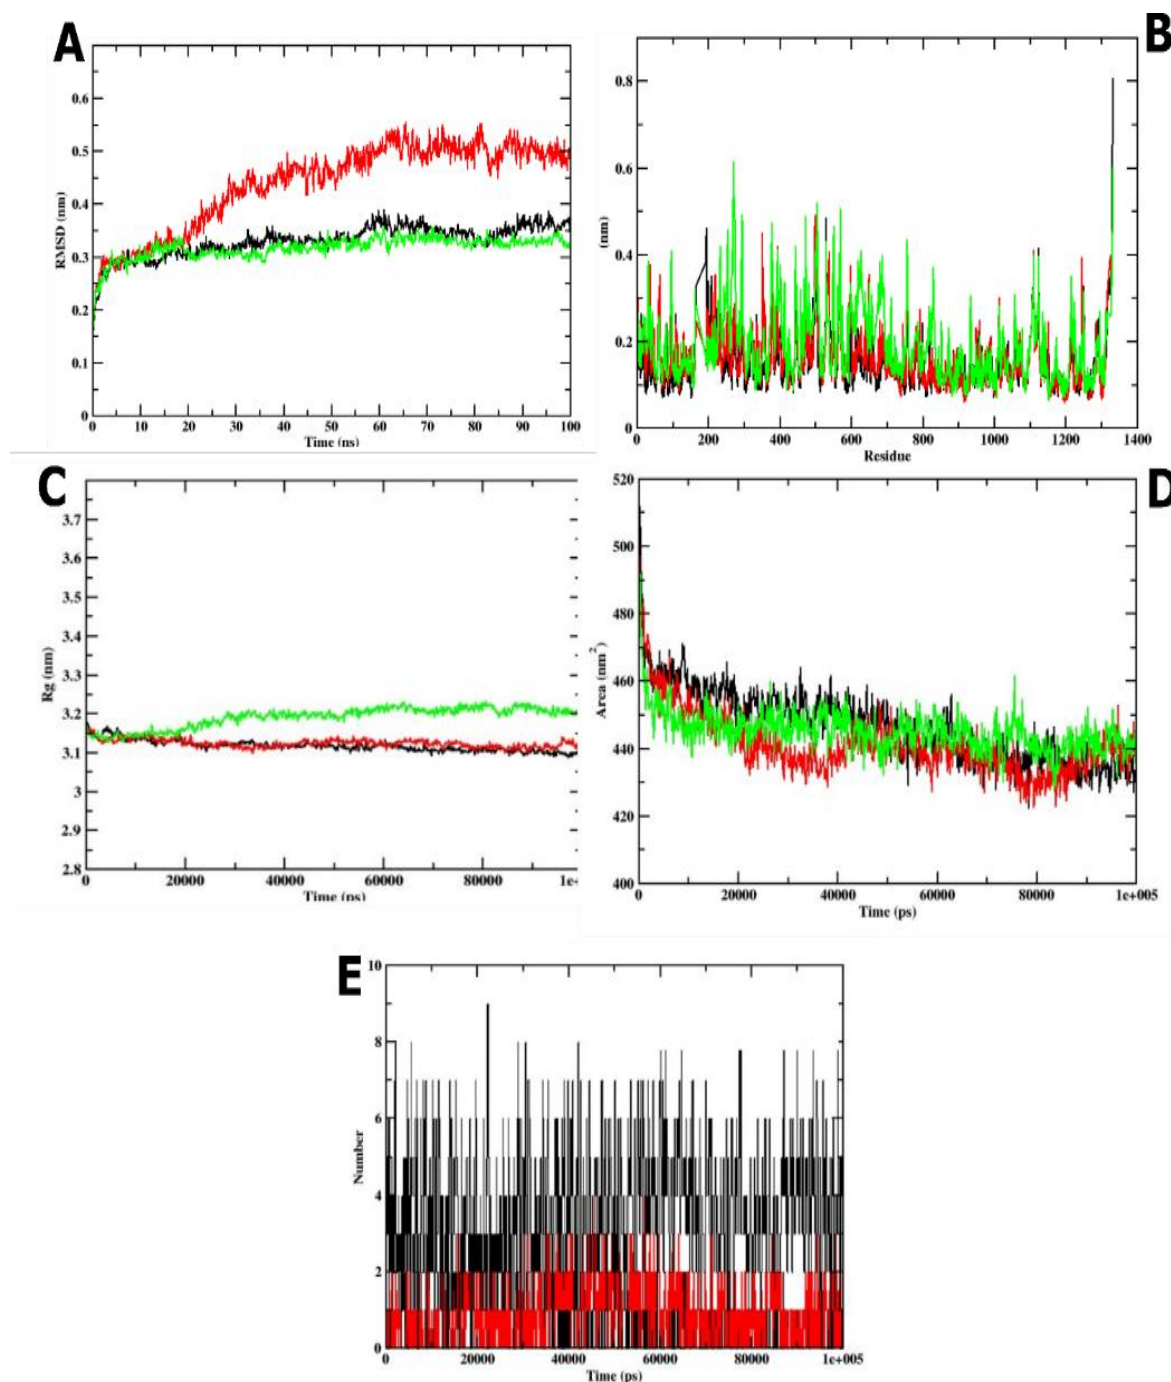 A
RMSD (nm)
0.6
0.5
0.4
0.3
0.2
0.1
0
0 10 20 30 40 50 60 70 80 90 100
Time (ns)
B
(nm)
0.8
0.6
0.4
0.2
0
0 200 400 600 800 1000 1200 1400
Residue
C
Rg (nm)
3.7
3.6
3.5
3.4
3.3
3.2
3.1
3
2.9
2.8
0 20000 40000 60000 80000 1e+
Time (ps)
D
Area (nm²)
520
500
480
460
440
420
400
0 20000 40000 60000 80000 1e+005
Time (ps)
E
Number
10
8
6
4
2
0
0 20000 40000 60000 80000 1e+005
Time (ps)